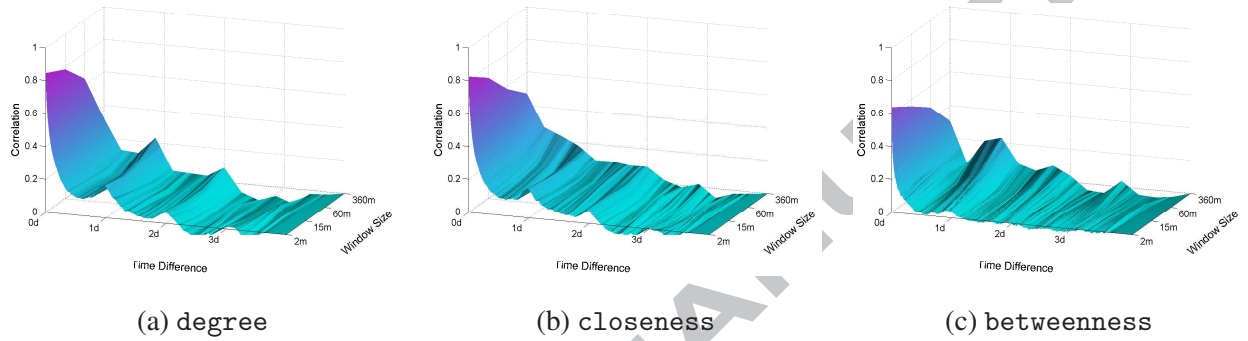 1
0.8
0.6
0.4
0.2
0
Correlation
0d
1d
2d
3d
2m
15m
60m
360m
Window Size
Time Difference
(a) degree
1
0.8
0.6
0.4
0.2
0
Correlation
0d
1d
2d
3d
2m
15m
60m
360m
Window Size
Time Difference
(b) closeness
1
0.8
0.6
0.4
0.2
0
Correlation
0d
1d
2d
3d
2m
15m
60m
360m
Window Size
Time Difference
(c) betweenness